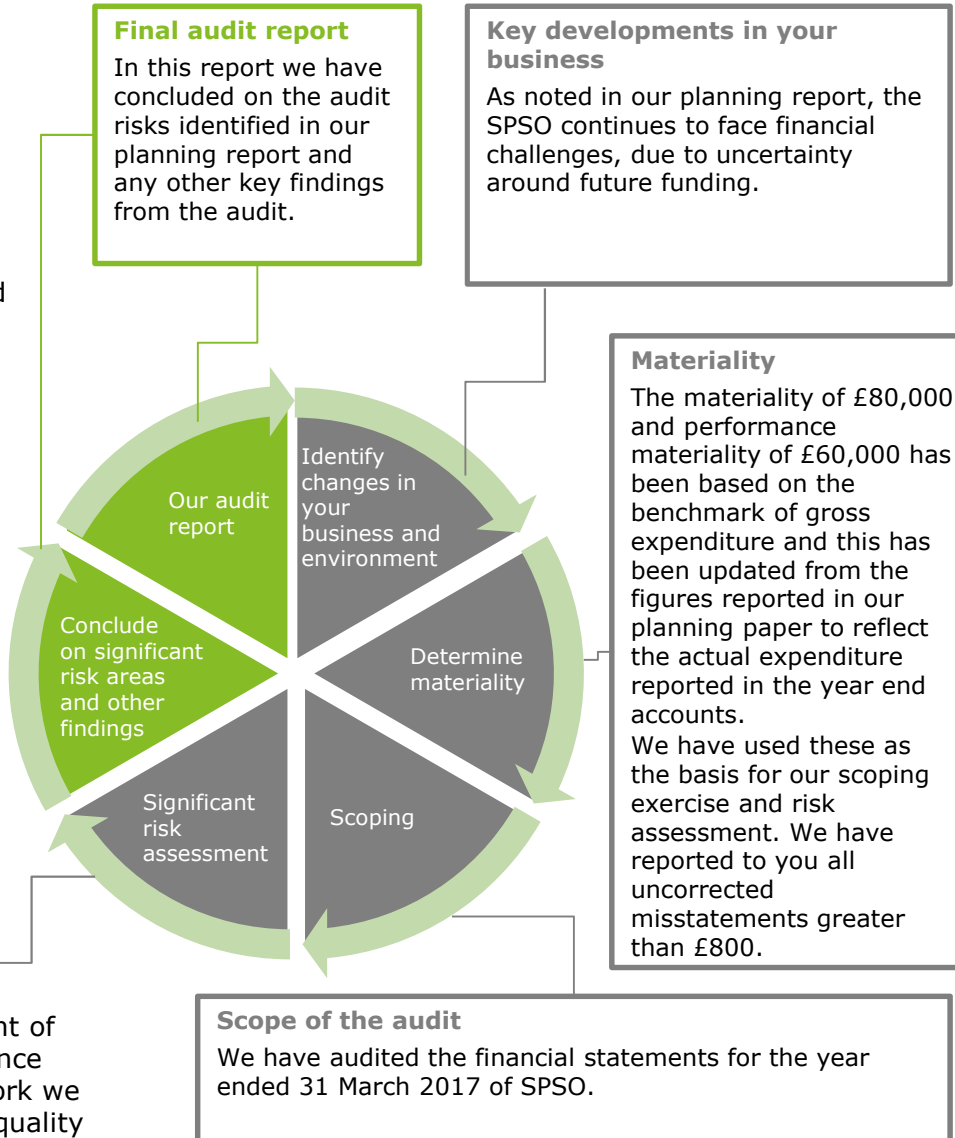 Final audit report
In this report we have
concluded on the audit
risks identified in our
planning report and
any other key findings
from the audit.
Key developments in your
business
As noted in our planning report, the
SPSO continues to face financial
challenges, due to uncertainty
around future funding.
Materiality
The materiality of £80,000
and performance
materiality of £60,000 has
been based on the
benchmark of gross
expenditure and this has
been updated from the
figures reported in our
planning paper to reflect
the actual expenditure
reported in the year end
accounts.
We have used these as
the basis for our scoping
exercise and risk
assessment. We have
reported to you all
uncorrected
misstatements greater
than £800.
Our audit
report
Identify
changes in
your
business and
environment
Determine
materiality
Scoping
Significant
risk
assessment
Conclude
on significant
risk areas
and other
findings
Scope of the audit
We have audited the financial statements for the year
ended 31 March 2017 of SPSO.
nt of
nce
ork we
quality